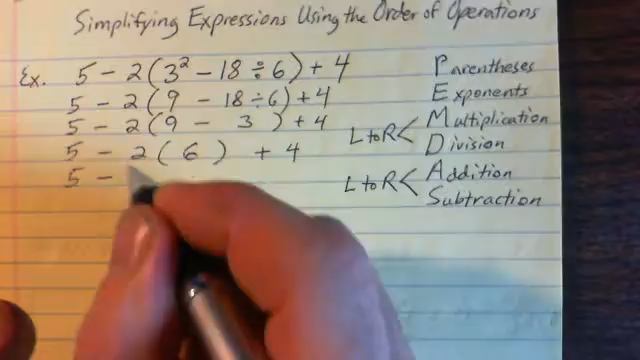 Simplifying Expressions Using the Order of Operations
Ex. 5 - 2(3² - 18 ÷ 6) + 4
5 - 2(9 - 18 ÷ 6) + 4
5 - 2(9 - 3) + 4
5 - 2(6) + 4
5 -
Parentheses
Exponents
L to R < Multiplication
Division
L to R < Addition
Subtraction